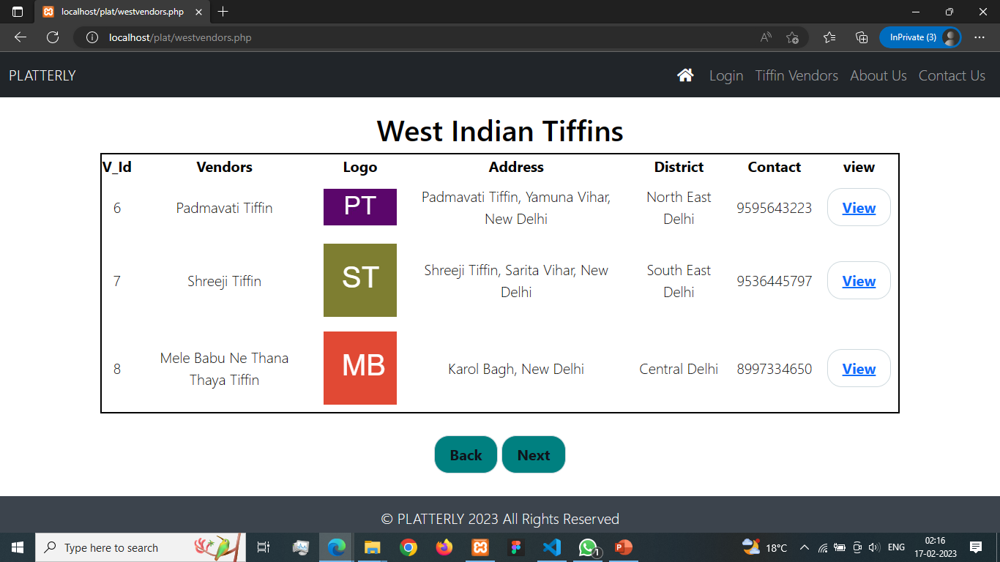 localhost/plat/westvendors.php
localhost/plat/westvendors.php
InPrivate (3)
PLATTERLY
Login Tiffin Vendors About Us Contact Us
West Indian Tiffins
V_Id Vendors Logo Address District Contact view
6 Padmavati Tiffin PT Padmavati Tiffin, Yamuna Vihar, North East 9595643223 View
New Delhi Delhi
7 Shreeji Tiffin ST Shreeji Tiffin, Sarita Vihar, New South East 9536445797 View
Delhi Delhi
8 Mele Babu Ne Thana MB Karol Bagh, New Delhi Central Delhi 8997334650 View
Thaya Tiffin
Back Next
© PLATTERLY 2023 All Rights Reserved
Type here to search
1
18°C
ENG
02:16
17-02-2023